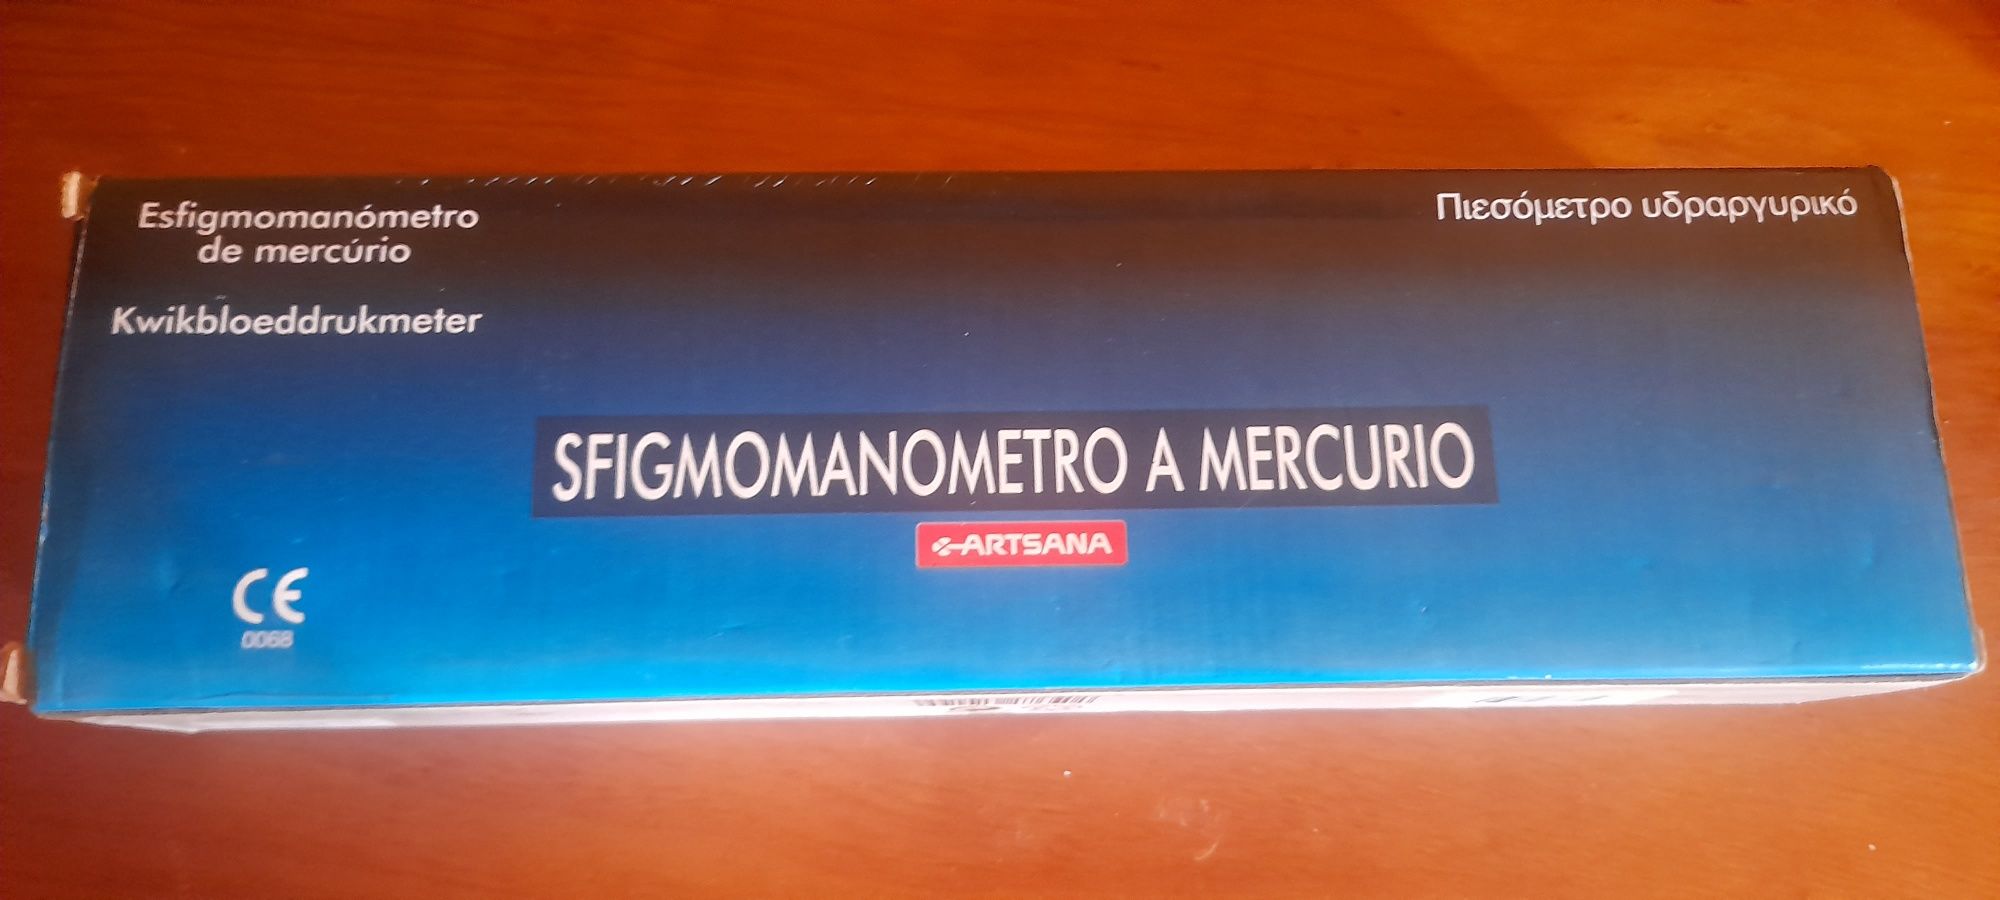 Esfigmomanómetro
de mercúrio
Πιεσόμετρο υδραργυρικό
Kwikbloeddrukmeter
SFIGMOMANOMETRO A MERCURIO
ARTSANA
CE
0068